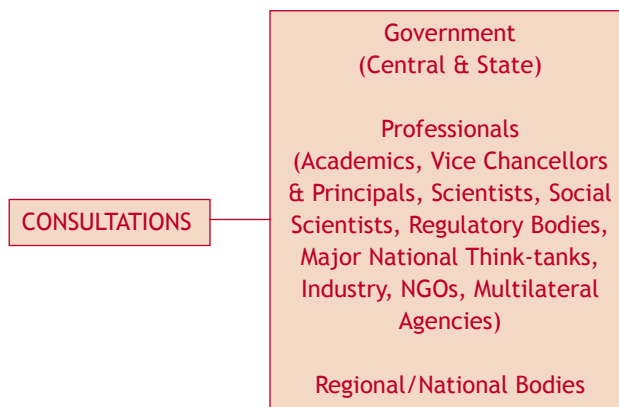 Government
(Central & State)
Professionals
(Academics, Vice Chancellors
& Principals, Scientists, Social
CONSULTATIONS
Scientists, Regulatory Bodies,
Major National Think-tanks,
Industry, NGOs, Multilateral
Agencies)
Regional/National Bodies